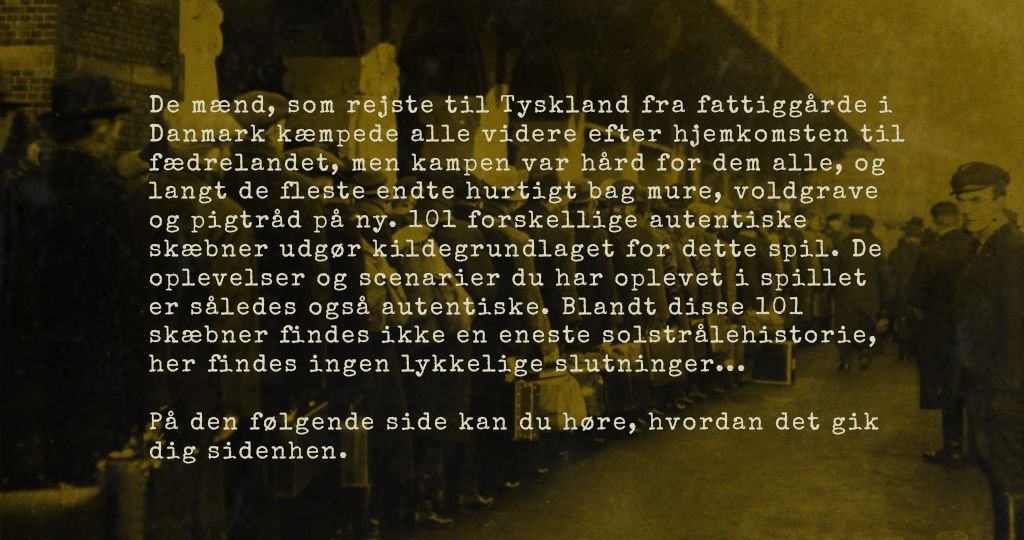 De mænd, som rejste til Tyskland fra fattiggårde i
Danmark kæmpede alle videre efter hjemkomsten til
fædrelandet, men kampen var hård for dem alle, og
langt de fleste endte hurtigt bag mure, voldgrave
og pigtråd på ny. 101 forskellige autentiske
skæbner udgør kildegrundlaget for dette spil. De
oplevelser og scenarier du har oplevet i spillet
er således også autentiske. Blandt disse 101
skæbner findes ikke en eneste solstrålehistorie,
her findes ingen lykkelige slutninger...
På den følgende side kan du høre, hvordan det gik
dig sidenhen.